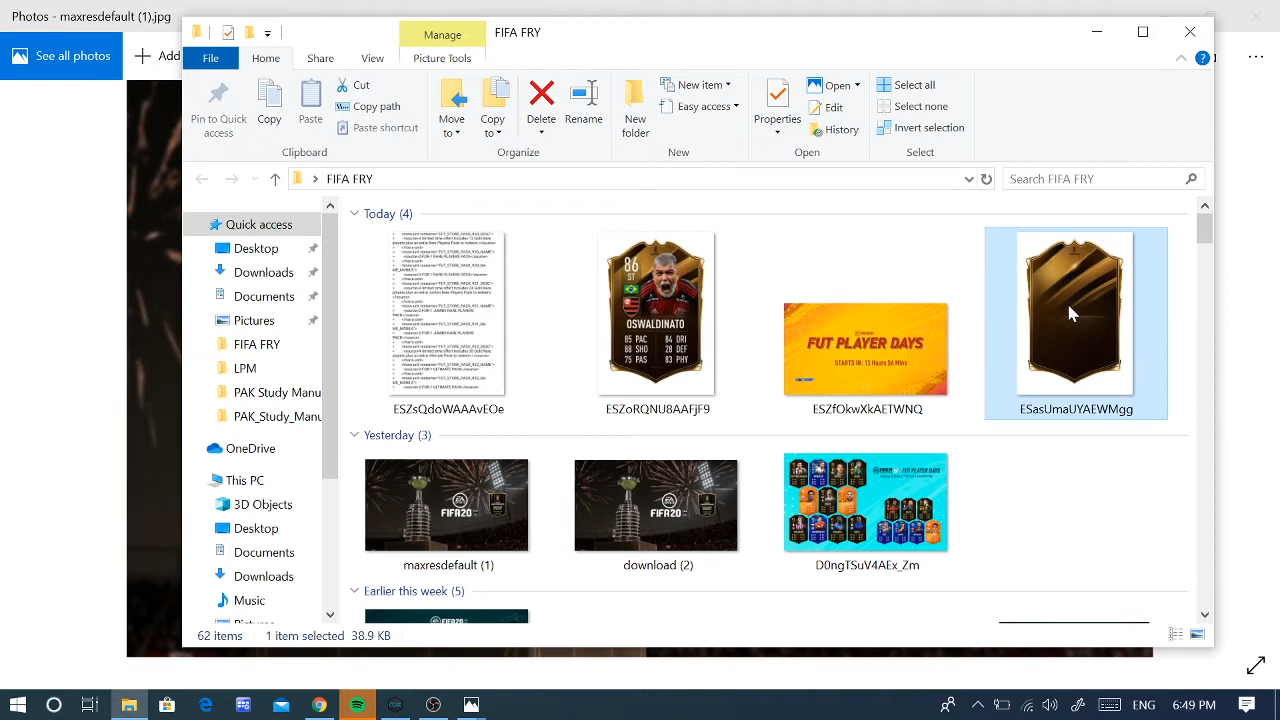 Photos - maxresdefault (1).jpg
See all photos
Add
Manage
FIFA FRY
File
Home
Share
View
Picture Tools
Pin to Quick access
Copy
Paste
Cut
Copy path
Paste shortcut
Clipboard
Move to
Copy to
Delete
Rename
Organize
New folder
New item
Easy access
New
Properties
Open
Edit
History
Open
Select all
Select none
Invert selection
Select
FIFA FRY
Search FIFA FRY
Quick access
Desktop
Downloads
Documents
Pictures
FIFA FRY
LPM
PAK Study Manu
PAK_Study_Manu
OneDrive
This PC
3D Objects
Desktop
Documents
Downloads
Music
Pictures
Today (4)
86
ST
OSWALDINATO
85 PAC 84 DRI
88 SHO 28 DEF
75 PAS 83 PHY
FUT PLAYER DAYS
STARTS IN: 13 Hours 56 Mins
ESZsQdoWAAAvEOe
ESZoRQNU8AAFjF9
ESZfOkwXkAETWNQ
ESasUmaUYAEWMgg
Yesterday (3)
EA SPORTS
FIFA20
FIFA20
FUT PLAYER DAYS
maxresdefault (1)
download (2)
D0ngTSuV4AEx_Zm
Earlier this week (5)
62 items
1 item selected 38.9 KB
ENG
6:49 PM